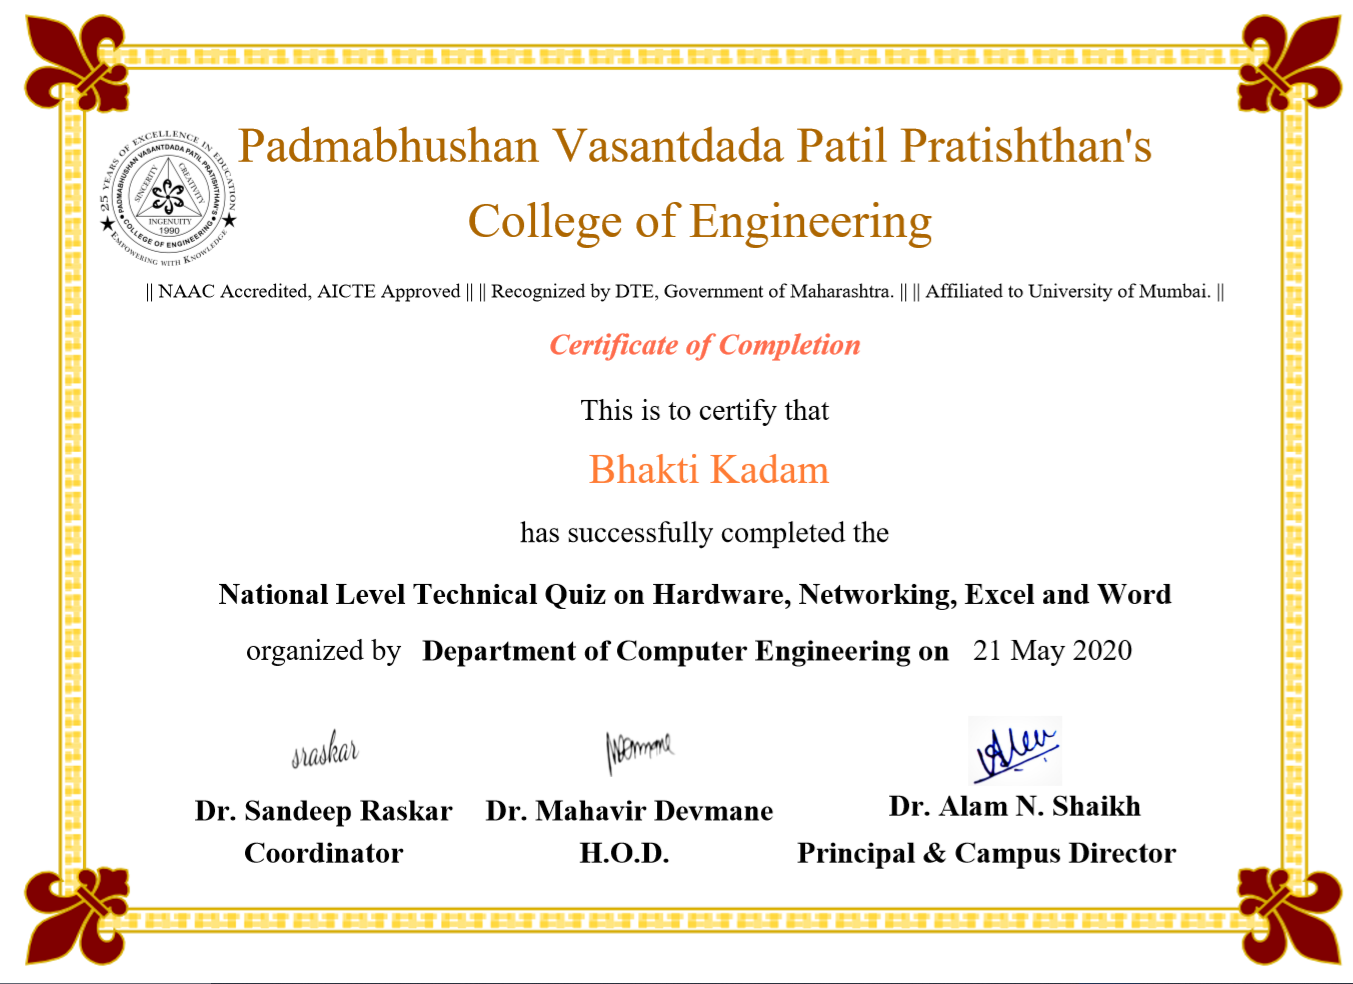 25 YEARS OF EXCELLENCE IN EDUCATION
PADMABHUSHAN VASANTDADA PATIL PRATISHTHAN'S
COLLEGE OF ENGINEERING
SINCERITY
CREATIVITY
INGENUITY
1990
EMPOWERING WITH KNOWLEDGE
Padmabhushan Vasantdada Patil Pratishthan's
College of Engineering
|| NAAC Accredited, AICTE Approved || || Recognized by DTE, Government of Maharashtra. || || Affiliated to University of Mumbai. ||
Certificate of Completion
This is to certify that
Bhakti Kadam
has successfully completed the
National Level Technical Quiz on Hardware, Networking, Excel and Word
organized by Department of Computer Engineering on 21 May 2020
sraskar
Dr. Sandeep Raskar Dr. Mahavir Devmane Dr. Alam N. Shaikh
Coordinator H.O.D. Principal & Campus Director